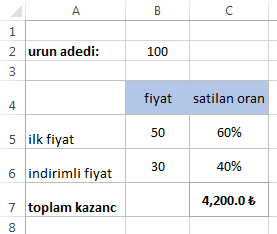 A B C
1
2 urun adedi: 100
3
4 fiyat satilan oran
5 ilk fiyat 50 60%
6 indirimli fiyat 30 40%
7 toplam kazanc 4,200.0 ₺
8